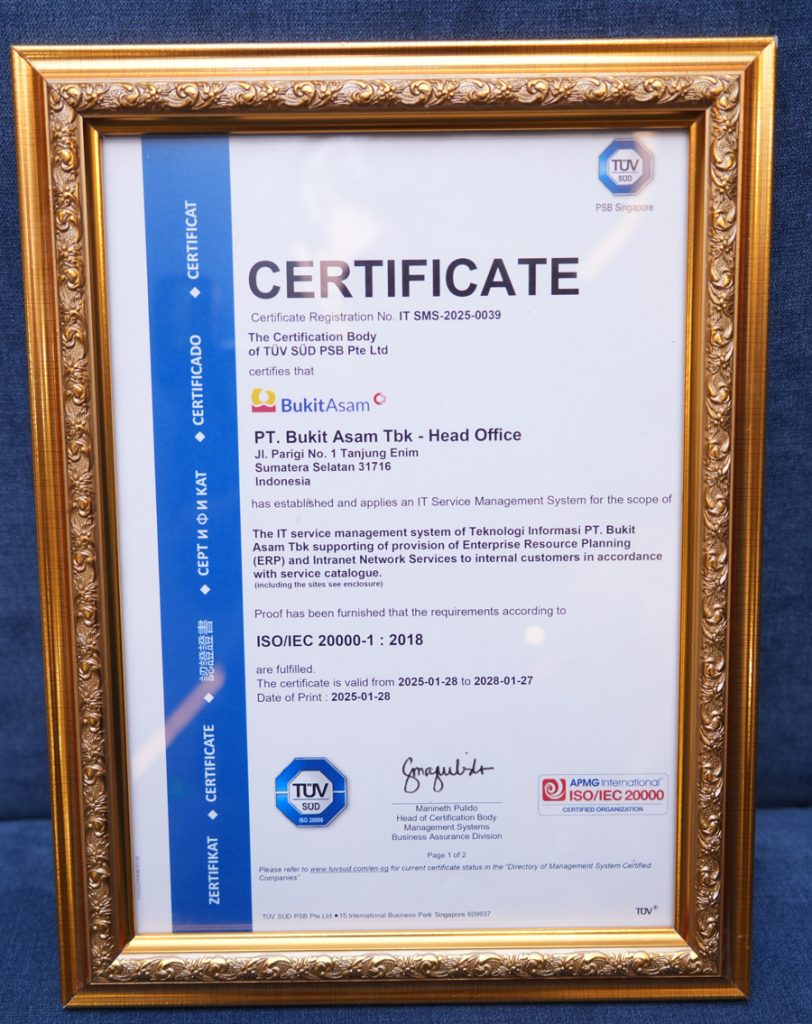 TÜV
SÜD
PSB Singapore
CERTIFICATE
Certificate Registration No. IT SMS-2025-0039
The Certification Body
of TÜV SÜD PSB Pte Ltd
certifies that
BukitAsam
PT. Bukit Asam Tbk - Head Office
Jl. Parigi No. 1 Tanjung Enim
Sumatera Selatan 31716
Indonesia
has established and applies an IT Service Management System for the scope of
The IT service management system of Teknologi Informasi PT. Bukit
Asam Tbk supporting of provision of Enterprise Resource Planning
(ERP) and Intranet Network Services to internal customers in accordance
with service catalogue.
(including the sites see enclosure)
Proof has been furnished that the requirements according to
ISO/IEC 20000-1 : 2018
are fulfilled.
The certificate is valid from 2025-01-28 to 2028-01-27
Date of Print : 2025-01-28
TÜV
SÜD
ISO 20000
Manineth Pulido
Head of Certification Body
Management Systems
Business Assurance Division
APMG International™
ISO/IEC 20000
CERTIFIED ORGANIZATION
Page 1 of 2
Please refer to www.tuvsud.com/en-sg for current certificate status in the "Directory of Management System Certified
Companies".
TÜV SÜD PSB Pte Ltd ● 15 International Business Park Singapore 609937
TÜV®
ZERTIFIKAT ◆ CERTIFICATE ◆ 認證證書 ◆ СЕРТИФИКАТ ◆ CERTIFICADO ◆ CERTIFICAT